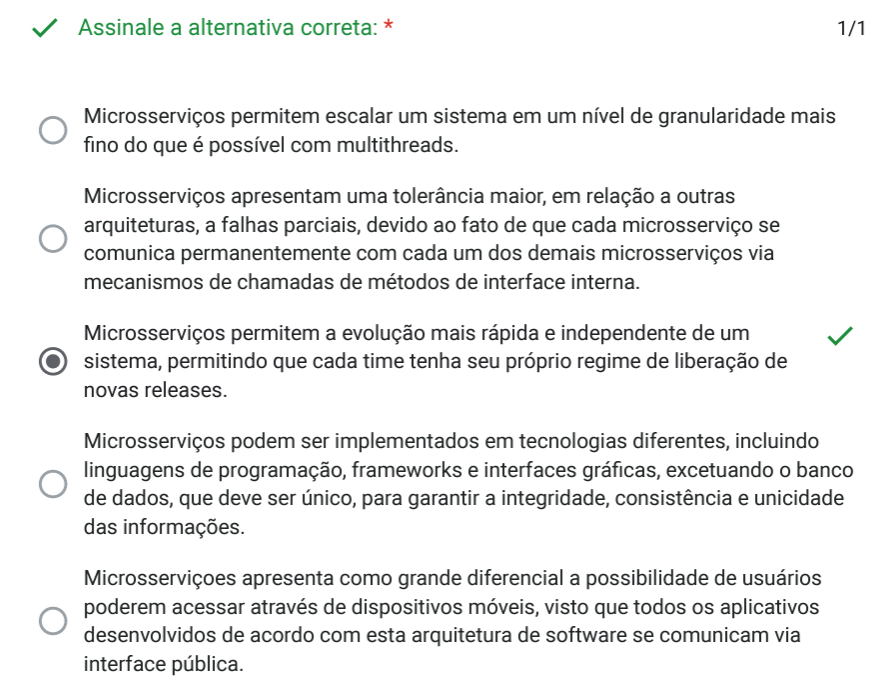 Assinale a alternativa correta: *
1/1
Microsserviços permitem escalar um sistema em um nível de granularidade mais
fino do que é possível com multithreads.
Microsserviços apresentam uma tolerância maior, em relação a outras
arquiteturas, a falhas parciais, devido ao fato de que cada microsserviço se
comunica permanentemente com cada um dos demais microsserviços via
mecanismos de chamadas de métodos de interface interna.
Microsserviços permitem a evolução mais rápida e independente de um
sistema, permitindo que cada time tenha seu próprio regime de liberação de
novas releases.
Microsserviços podem ser implementados em tecnologias diferentes, incluindo
linguagens de programação, frameworks e interfaces gráficas, excetuando o banco
de dados, que deve ser único, para garantir a integridade, consistência e unicidade
das informações.
Microsserviçoes apresenta como grande diferencial a possibilidade de usuários
poderem acessar através de dispositivos móveis, visto que todos os aplicativos
desenvolvidos de acordo com esta arquitetura de software se comunicam via
interface pública.